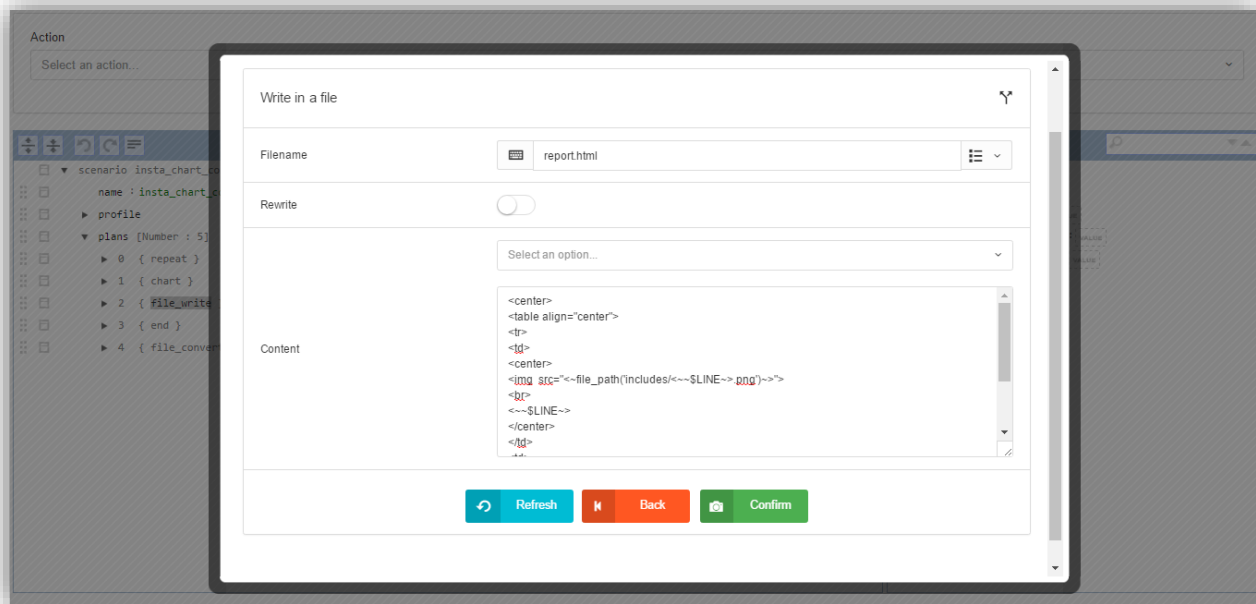 Action
Select an action...
Write in a file
Filename
report.html
Rewrite
Select an option...
Content
<center>
<table align="center">
<tr>
<td>
<center>
<img src="<~file_path('includes/<~~$LINE~>.png')~>">
<br>
<~~$LINE~>
</center>
</td>
<td>
Refresh
Back
Confirm
scenario insta_chart_co
name : insta_chart_c
profile
plans [Number : 5]
0 { repeat }
1 { chart }
2 { file_write
3 { end }
4 { file_conver